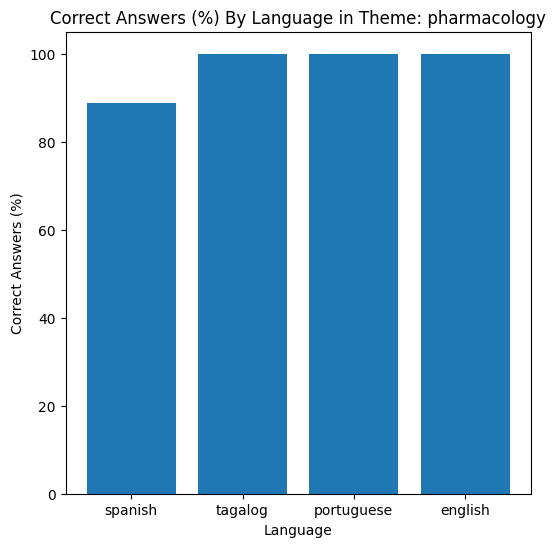 Correct Answers (%) By Language in Theme: pharmacology
100
80
60
40
20
0
Correct Answers (%)
spanish tagalog portuguese english
Language